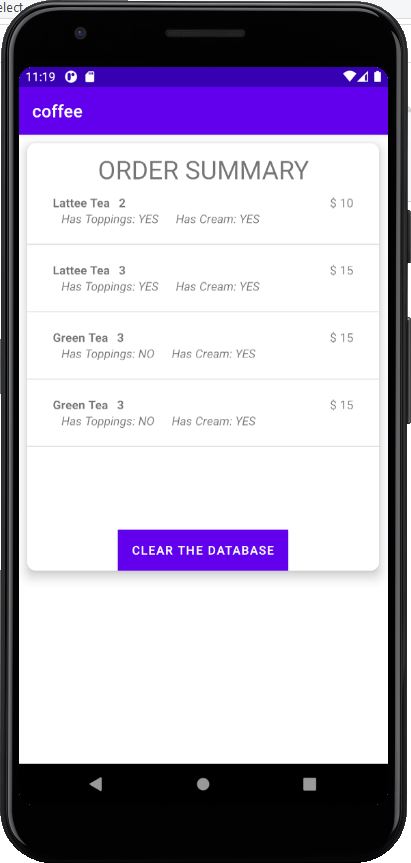 elect
11:19
coffee
ORDER SUMMARY
Lattee Tea 2 $ 10
Has Toppings: YES Has Cream: YES
Lattee Tea 3 $ 15
Has Toppings: YES Has Cream: YES
Green Tea 3 $ 15
Has Toppings: NO Has Cream: YES
Green Tea 3 $ 15
Has Toppings: NO Has Cream: YES
CLEAR THE DATABASE